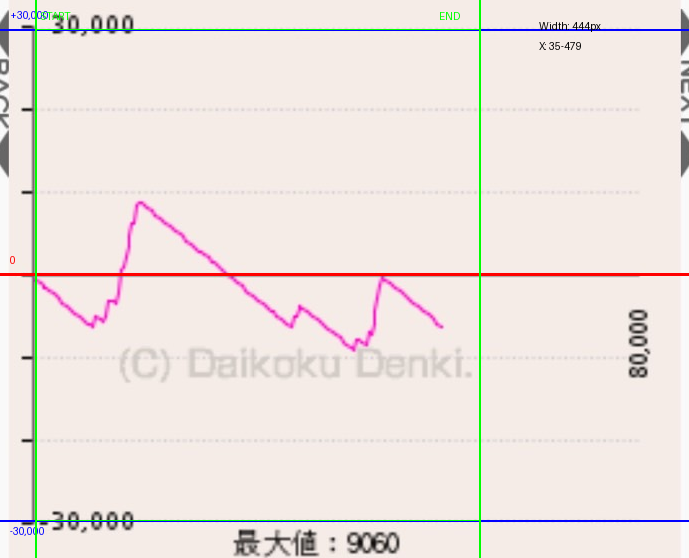 +30,000
START
30,000
END
Width: 444px
X: 35-479
BACK
NEXT
0
80,000
(C) Daikoku Denki.
-30,000
-30,000
最大値：9060